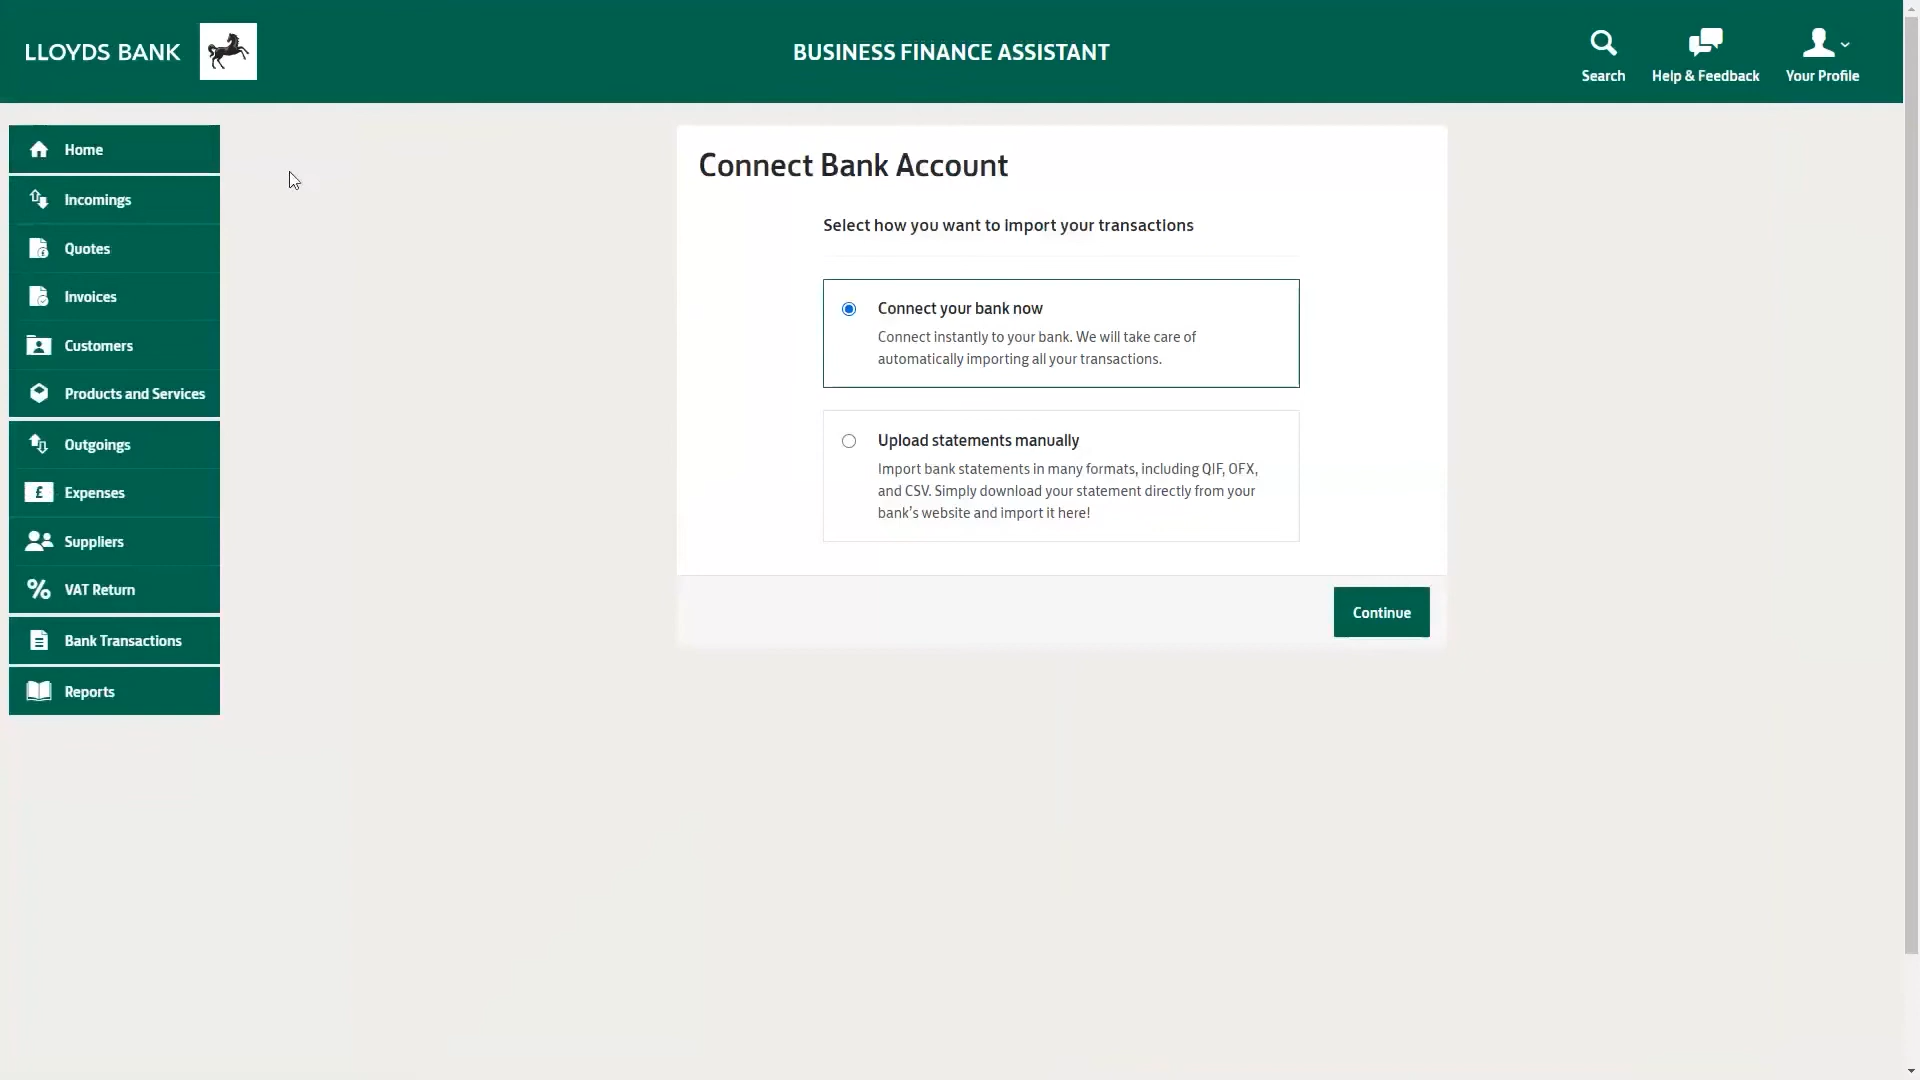 LLOYDS BANK
BUSINESS FINANCE ASSISTANT
Search
Help & Feedback
Your Profile
Home
Incomings
Quotes
Invoices
Customers
Products and Services
Outgoings
£
Expenses
Suppliers
%
VAT Return
Bank Transactions
Reports
Connect Bank Account
Select how you want to import your transactions
Connect your bank now
Connect instantly to your bank. We will take care of
automatically importing all your transactions.
Upload statements manually
Import bank statements in many formats, including QIF, OFX,
and CSV. Simply download your statement directly from your
bank's website and import it here!
Continue